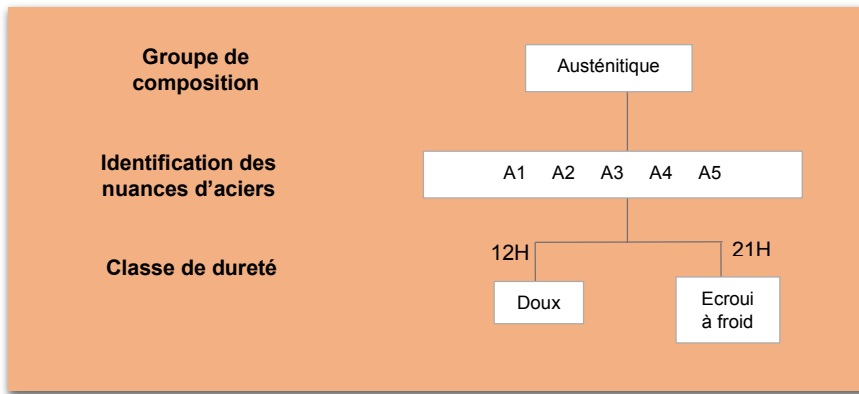 Groupe de
composition
Austénitique
Identification des
nuances d’aciers
A1 A2 A3 A4 A5
Classe de dureté
12H
21H
Doux
Ecroui
à froid